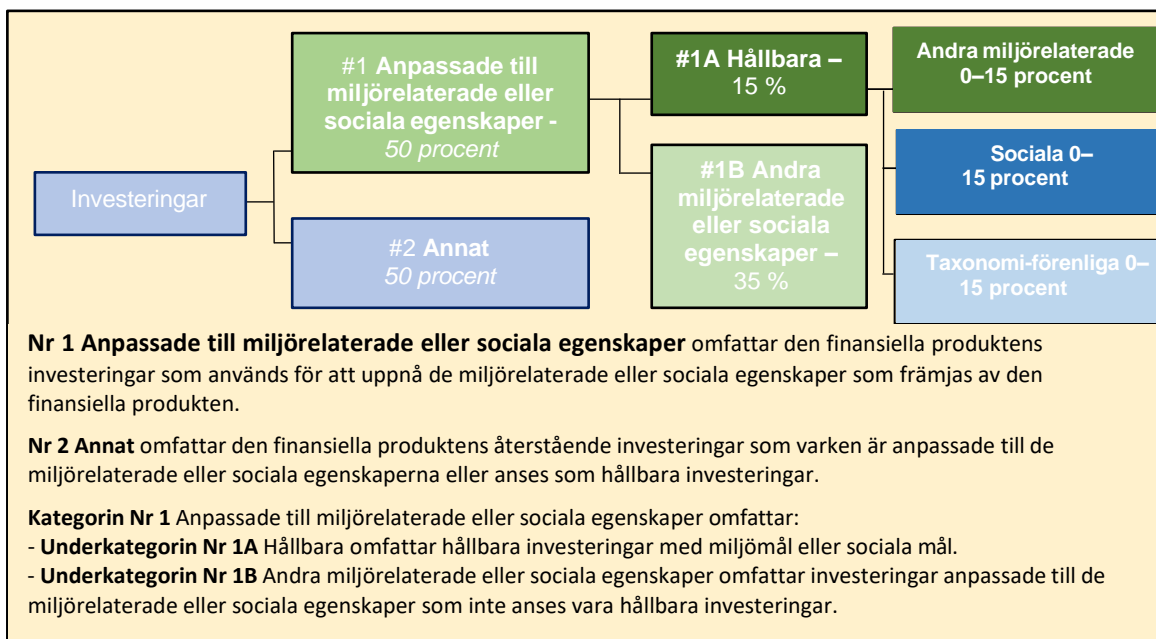 Investeringar
#1 Anpassade till
miljörelaterade eller
sociala egenskaper -
50 procent
#2 Annat
50 procent
#1A Hållbara –
15 %
#1B Andra
miljörelaterade
eller sociala
egenskaper –
35 %
Andra miljörelaterade
0–15 procent
Sociala 0–
15 procent
Taxonomi-förenliga 0–
15 procent
Nr 1 Anpassade till miljörelaterade eller sociala egenskaper omfattar den finansiella produktens
investeringar som används för att uppnå de miljörelaterade eller sociala egenskaper som främjas av den
finansiella produkten.
Nr 2 Annat omfattar den finansiella produktens återstående investeringar som varken är anpassade till de
miljörelaterade eller sociala egenskaperna eller anses som hållbara investeringar.
Kategorin Nr 1 Anpassade till miljörelaterade eller sociala egenskaper omfattar:
- Underkategorin Nr 1A Hållbara omfattar hållbara investeringar med miljömål eller sociala mål.
- Underkategorin Nr 1B Andra miljörelaterade eller sociala egenskaper omfattar investeringar anpassade till de
miljörelaterade eller sociala egenskaper som inte anses vara hållbara investeringar.